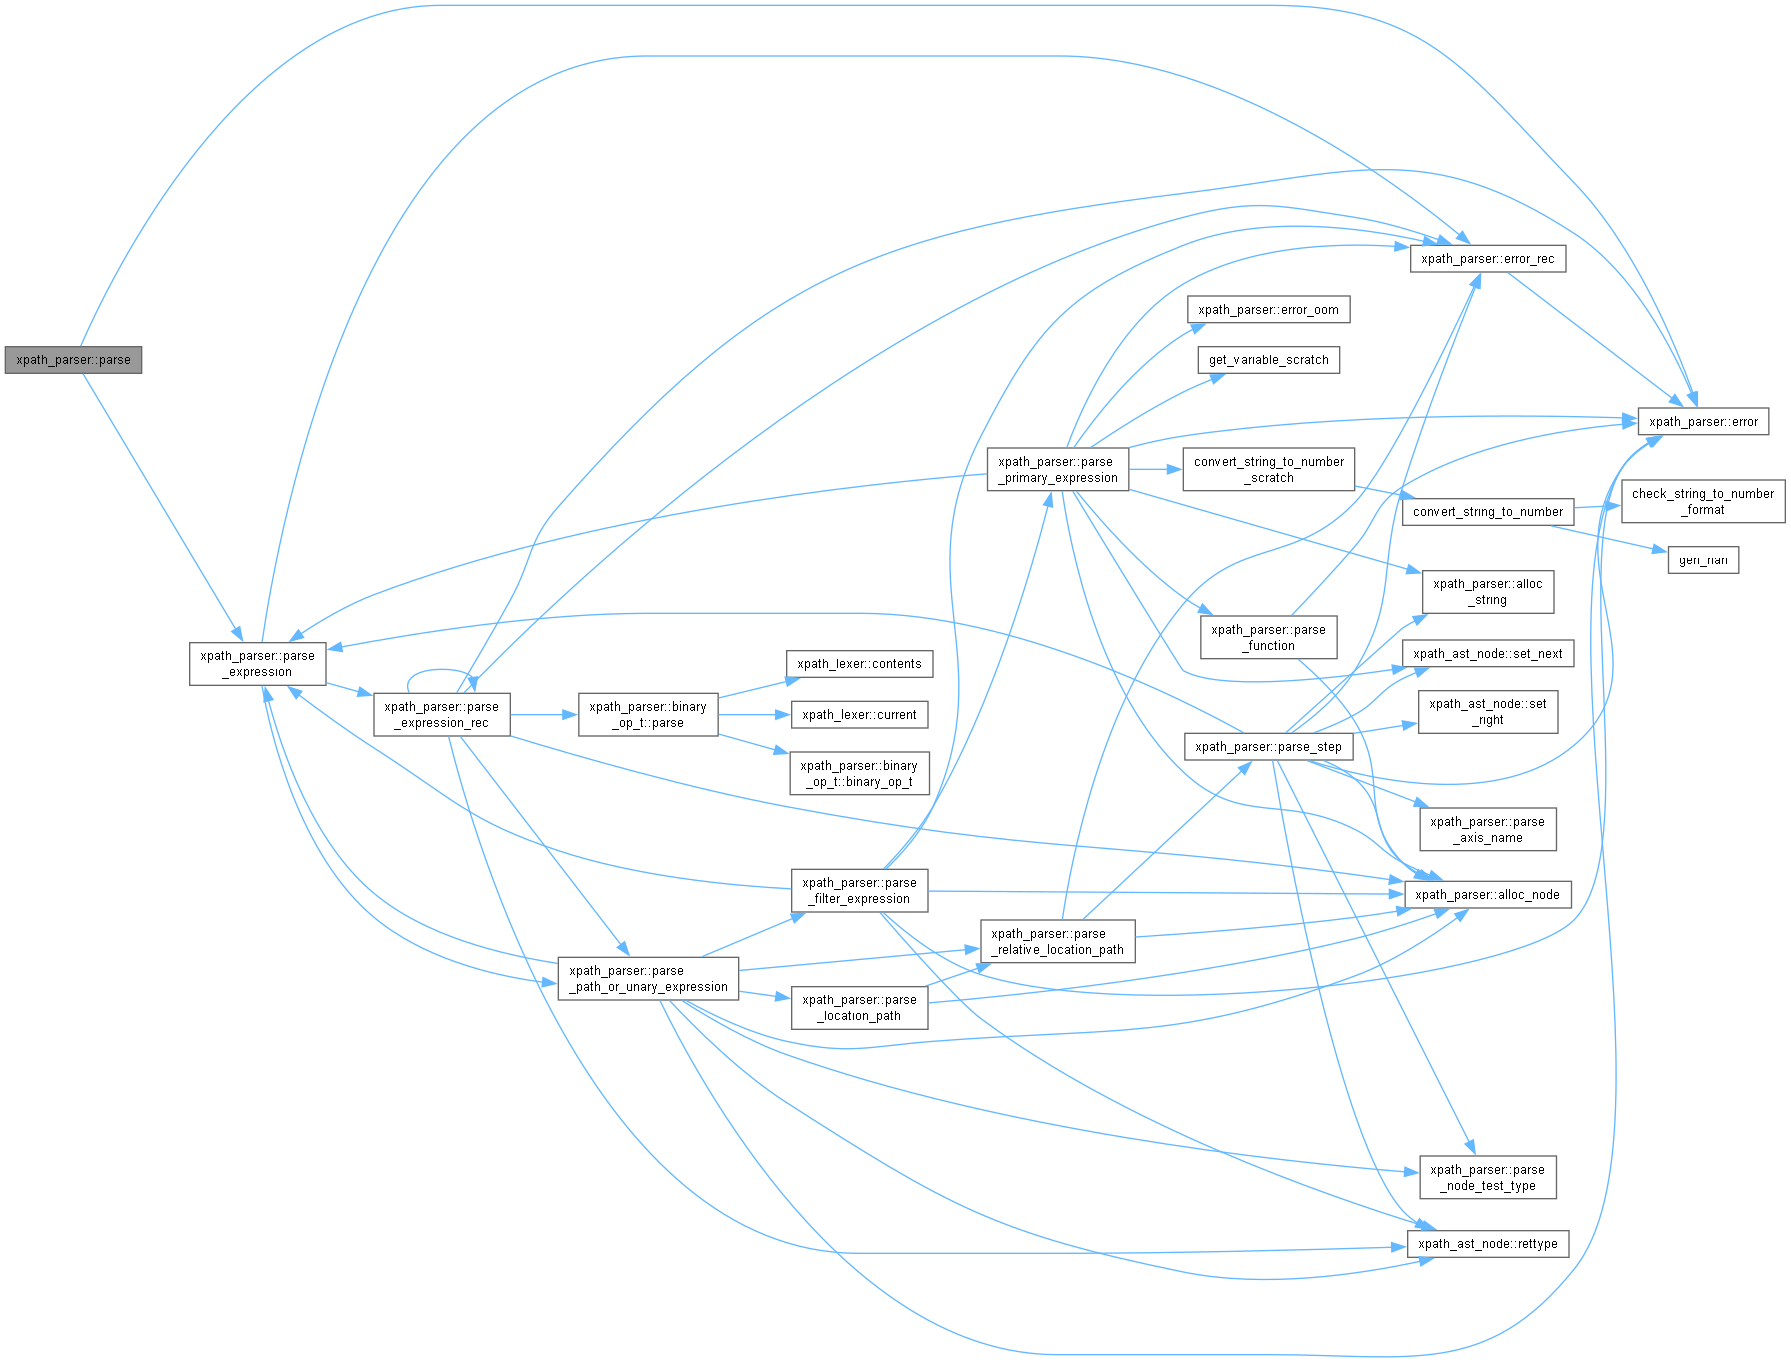 xpath_parser::error_rec
xpath_parser::error_oom
get_variable_scratch
xpath_parser::parse
xpath_parser::error
xpath_parser::parse
_primary_expression
convert_string_to_number
_scratch
check_string_to_number
_format
convert_string_to_number
gen_nan
xpath_parser::alloc
_string
xpath_parser::parse
_function
xpath_parser::parse
_expression
xpath_lexer::contents
xpath_ast_node::set_next
xpath_parser::parse
_expression_rec
xpath_parser::binary
_op_t::parse
xpath_lexer::current
xpath_ast_node::set
_right
xpath_parser::parse_step
xpath_parser::binary
_op_t::binary_op_t
xpath_parser::parse
_axis_name
xpath_parser::parse
_filter_expression
xpath_parser::alloc_node
xpath_parser::parse
_relative_location_path
xpath_parser::parse
_path_or_unary_expression
xpath_parser::parse
_location_path
xpath_parser::parse
_node_test_type
xpath_ast_node::rettype